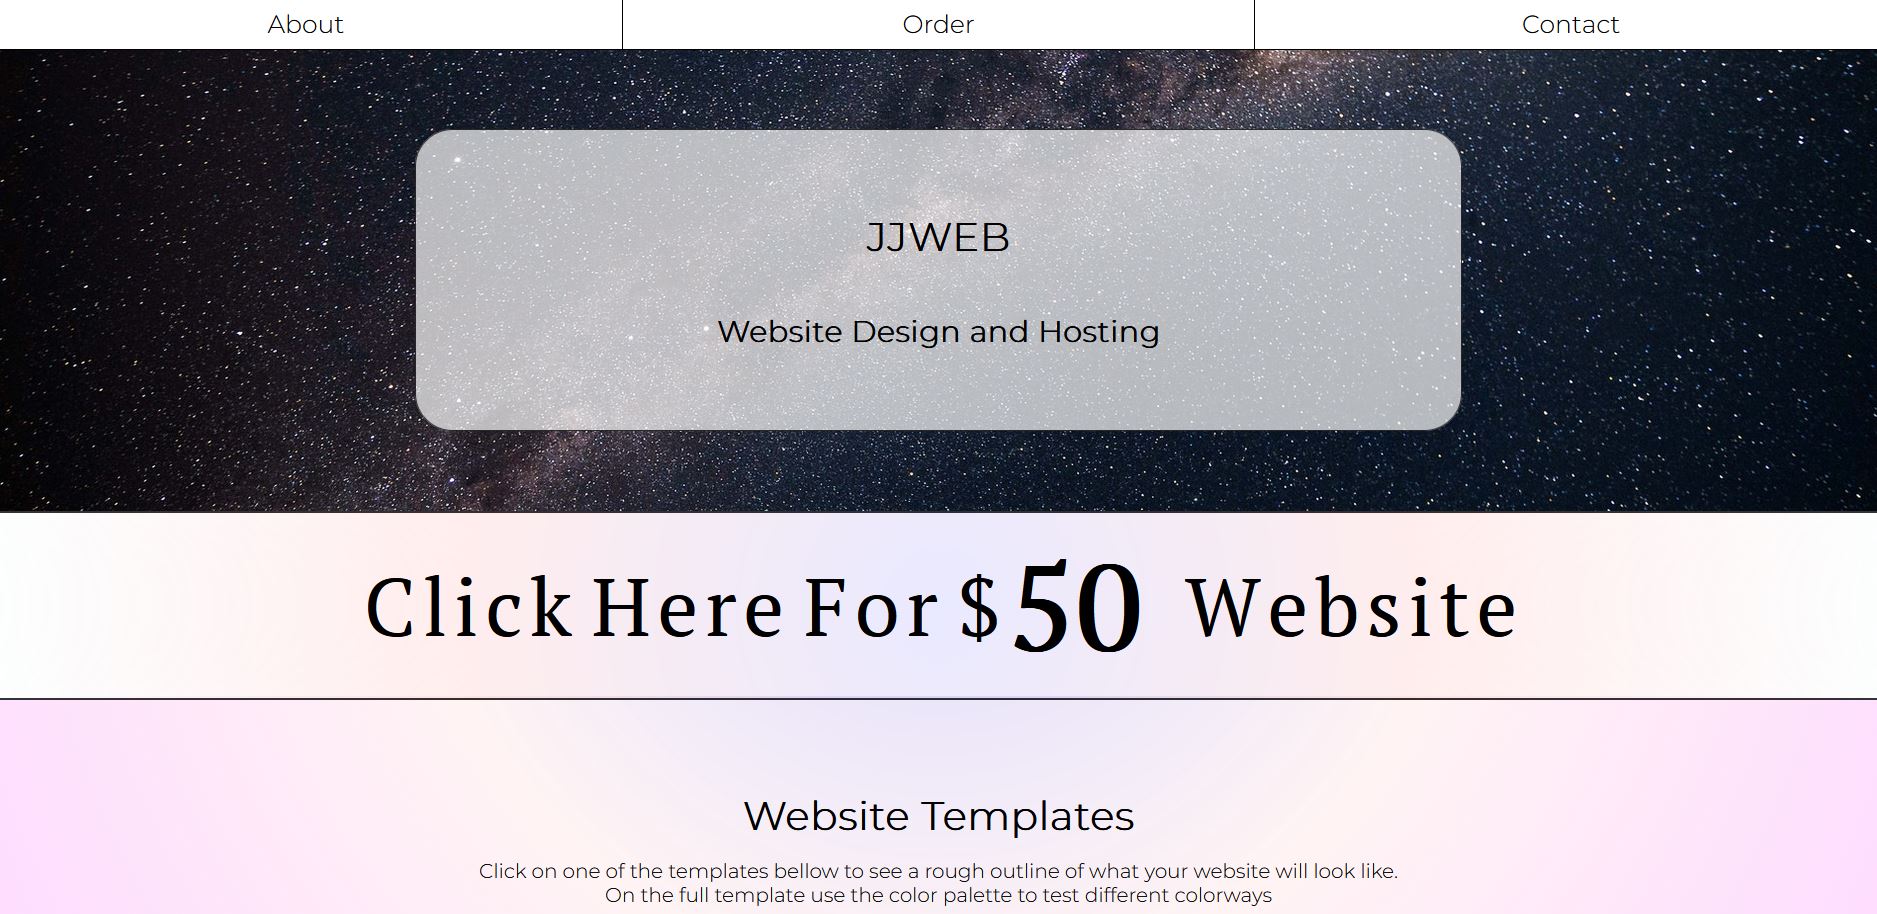 About
Order
Contact
JJWEB
Website Design and Hosting
Click Here For $50 Website
Website Templates
Click on one of the templates bellow to see a rough outline of what your website will look like.
On the full template use the color palette to test different colorways